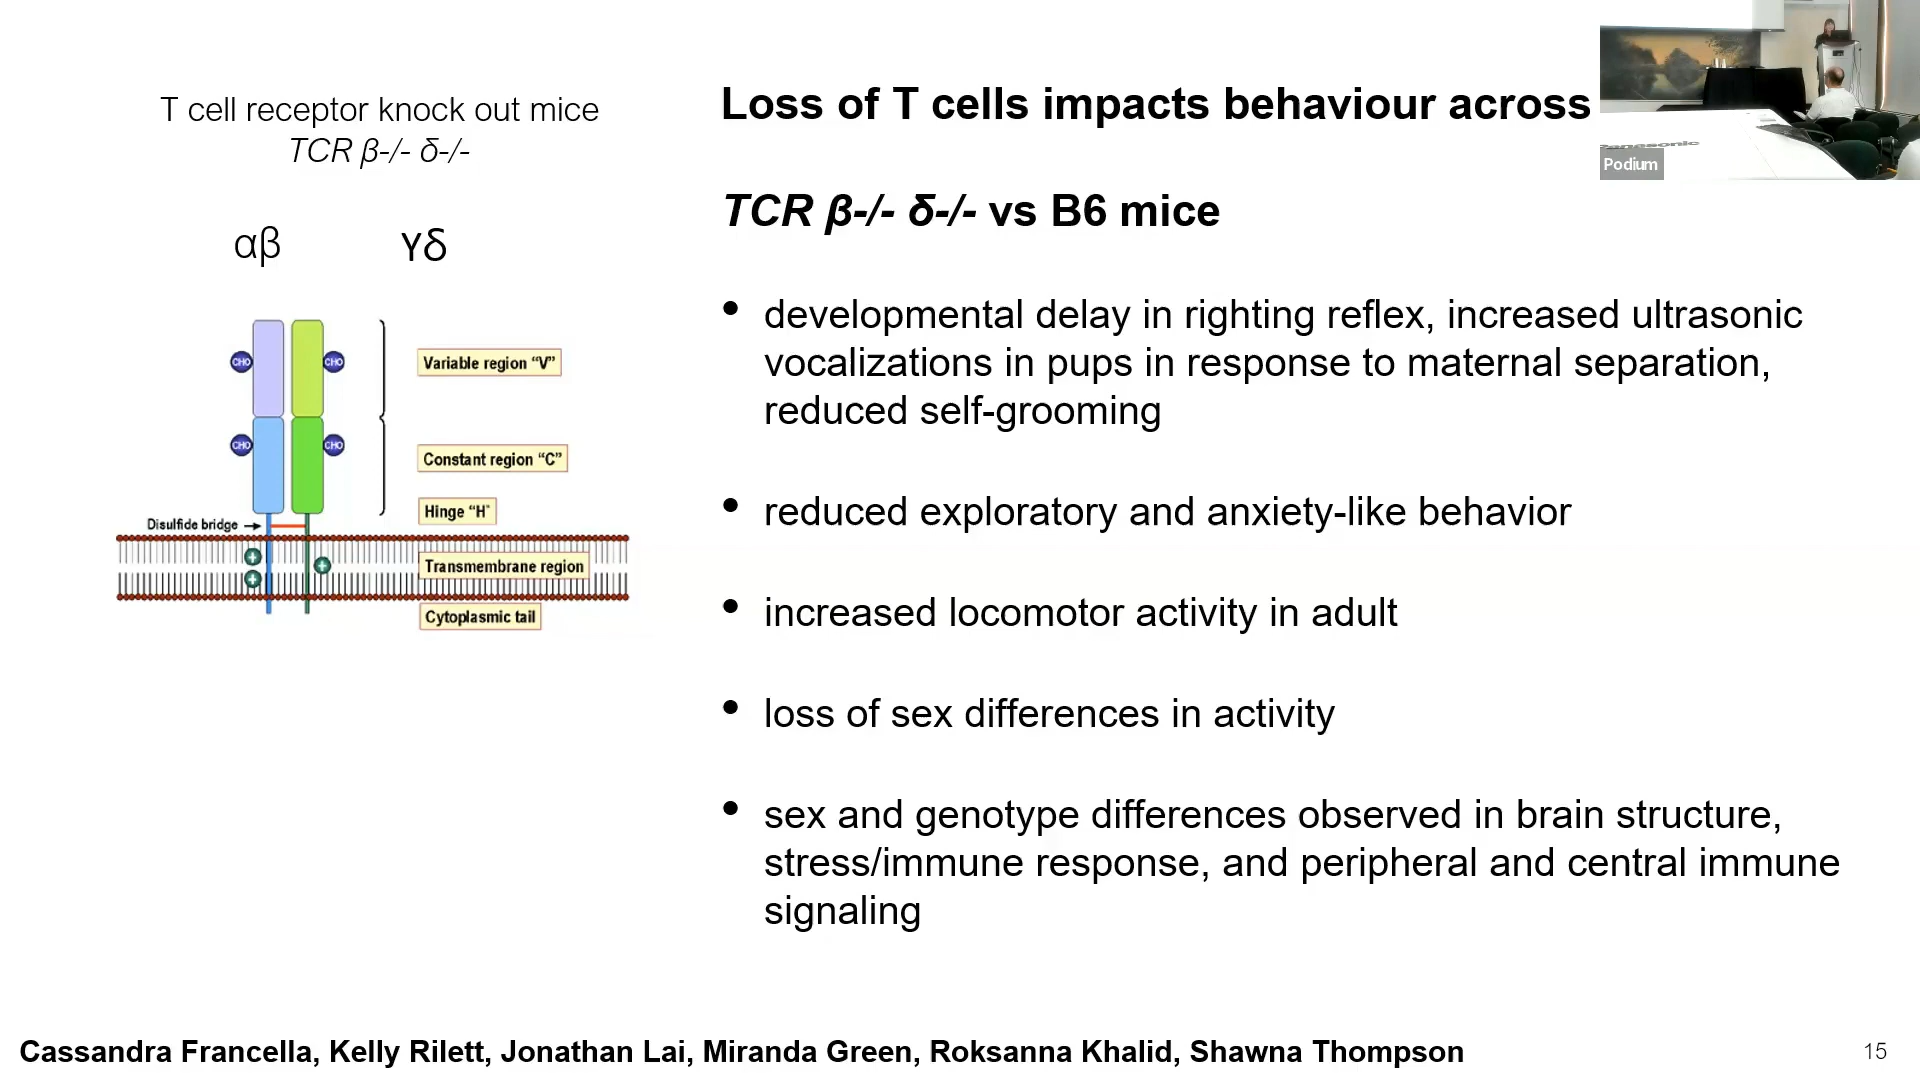 T cell receptor knock out mice
TCR β-/- δ-/-
αβ
γδ
CHO
CHO
CHO
CHO
Variable region “V”
Constant region “C”
Hinge “H”
Disulfide bridge
+
+
+
Transmembrane region
Cytoplasmic tail
Loss of T cells impacts behaviour across
TCR β-/- δ-/- vs B6 mice
• developmental delay in righting reflex, increased ultrasonic
vocalizations in pups in response to maternal separation,
reduced self-grooming
• reduced exploratory and anxiety-like behavior
• increased locomotor activity in adult
• loss of sex differences in activity
• sex and genotype differences observed in brain structure,
stress/immune response, and peripheral and central immune
signaling
Panasonic
Podium
Cassandra Francella, Kelly Rilett, Jonathan Lai, Miranda Green, Roksanna Khalid, Shawna Thompson
15